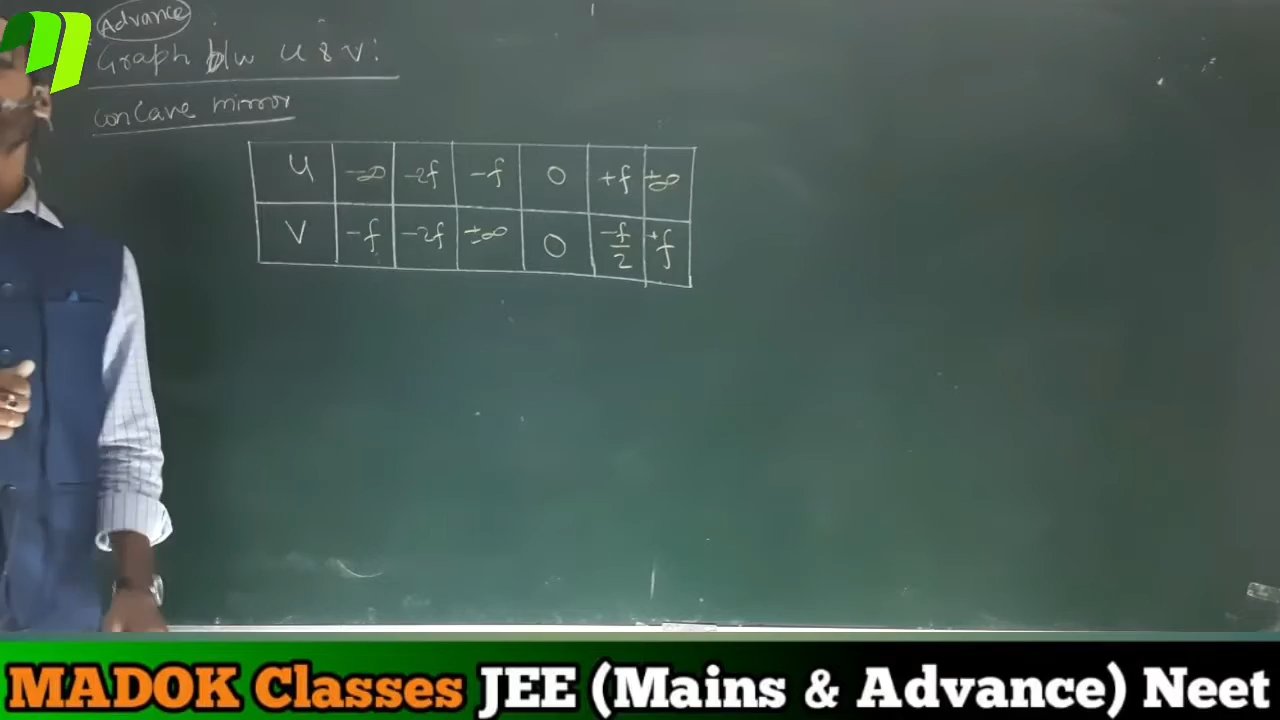 Advance
Graph b/w u & v:
concave mirror
u -∞ -2f -f 0 +f ±∞
v -f -2f ±∞ 0 -f/2 +f
MADOK Classes JEE (Mains & Advance) Neet